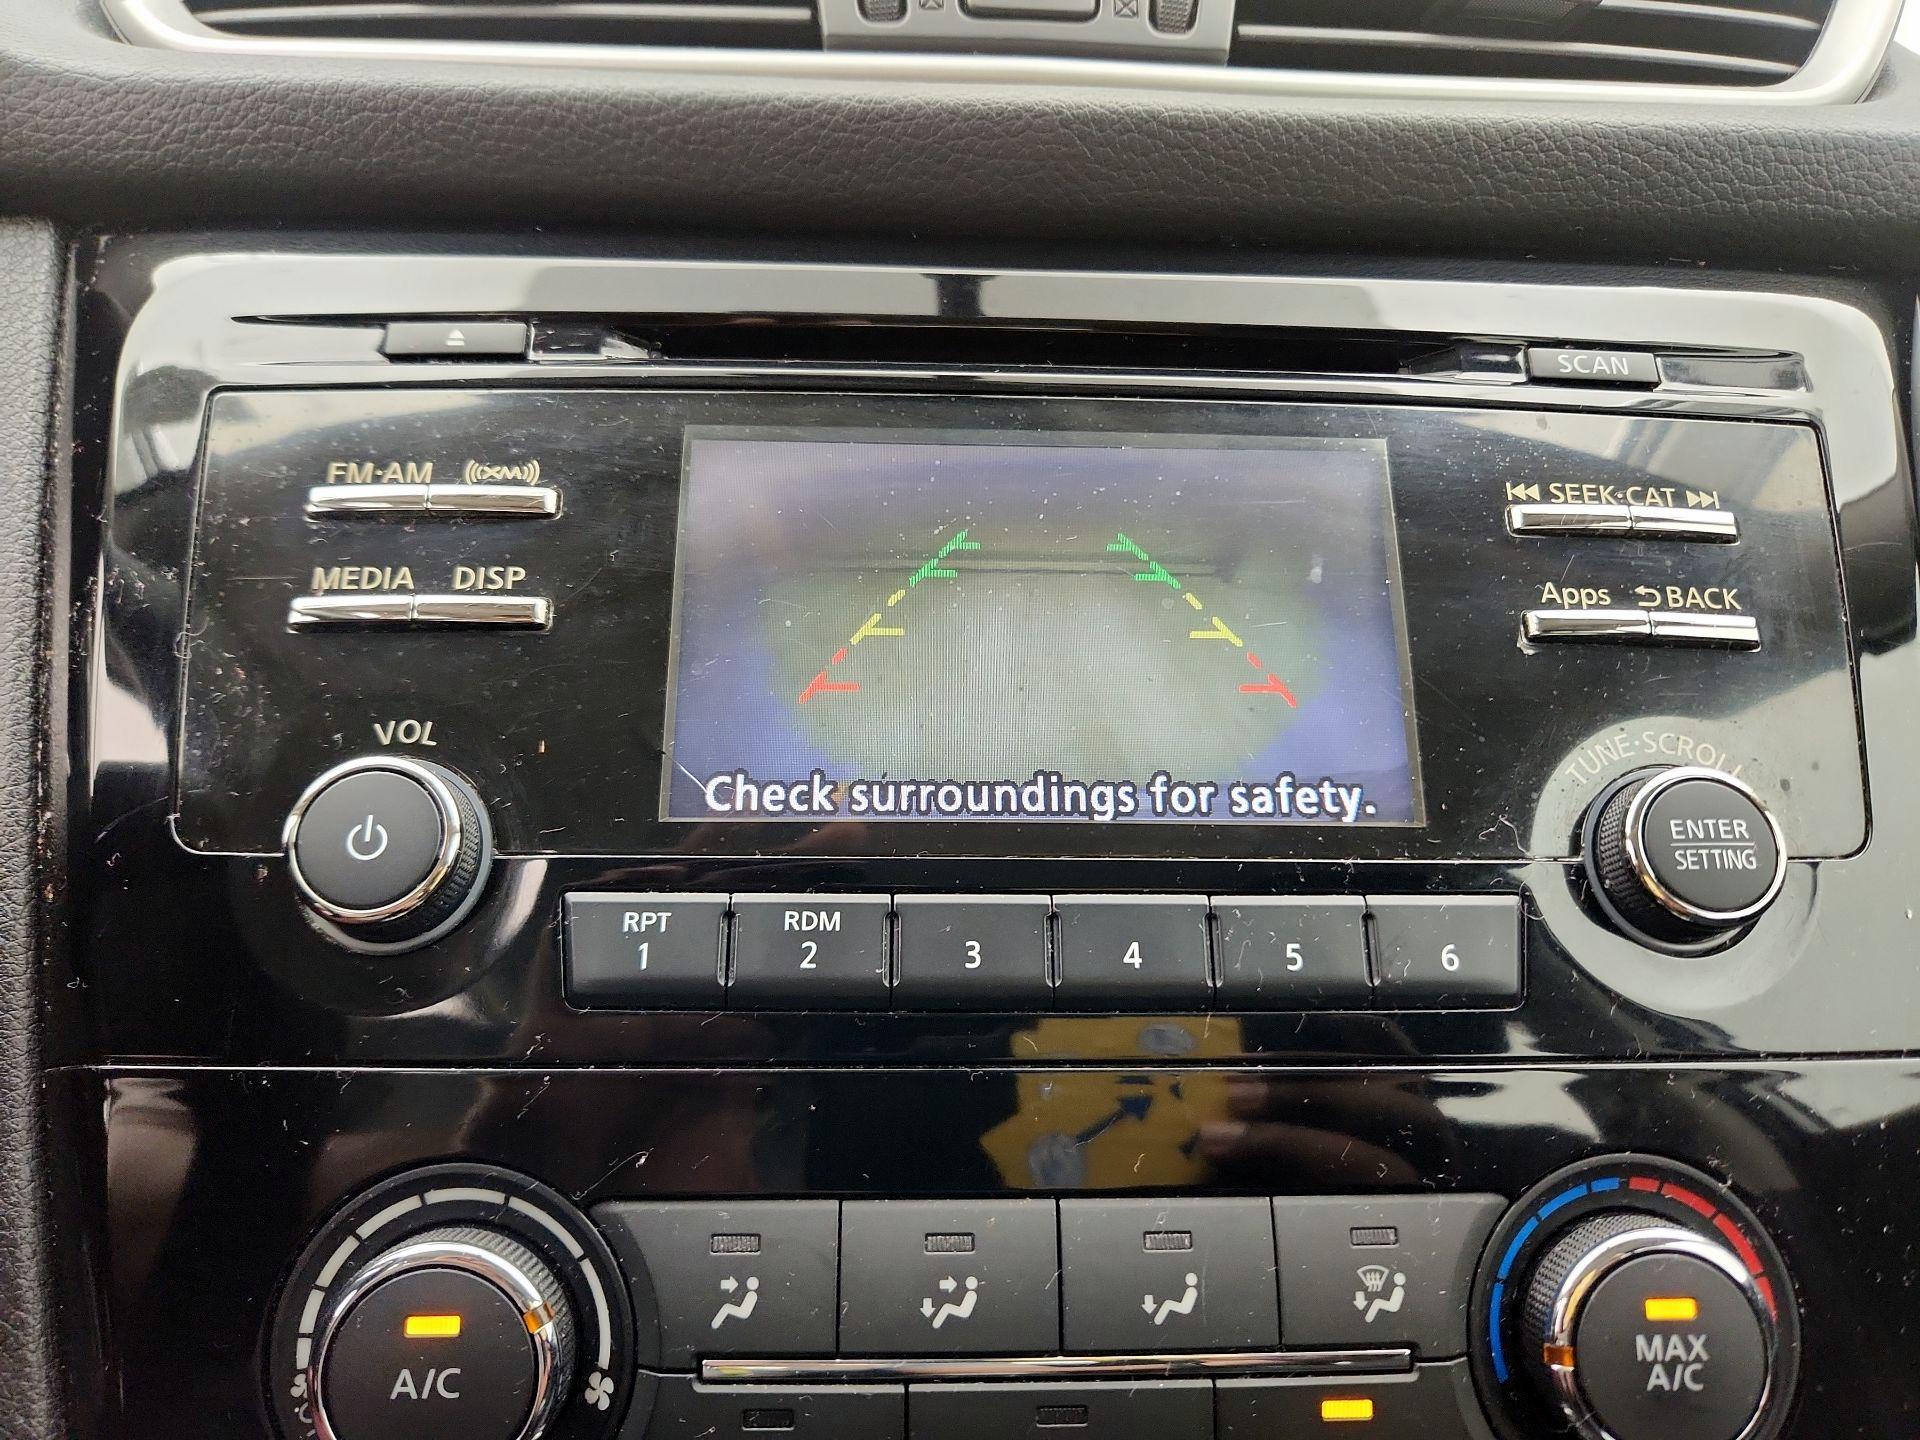 SCAN
FM·AM XM
SEEK·CAT
MEDIA DISP
Apps BACK
VOL
TUNE·SCROLL
Check surroundings for safety.
ENTER
SETTING
RPT RDM
1 2 3 4 5 6
A/C
MAX
A/C